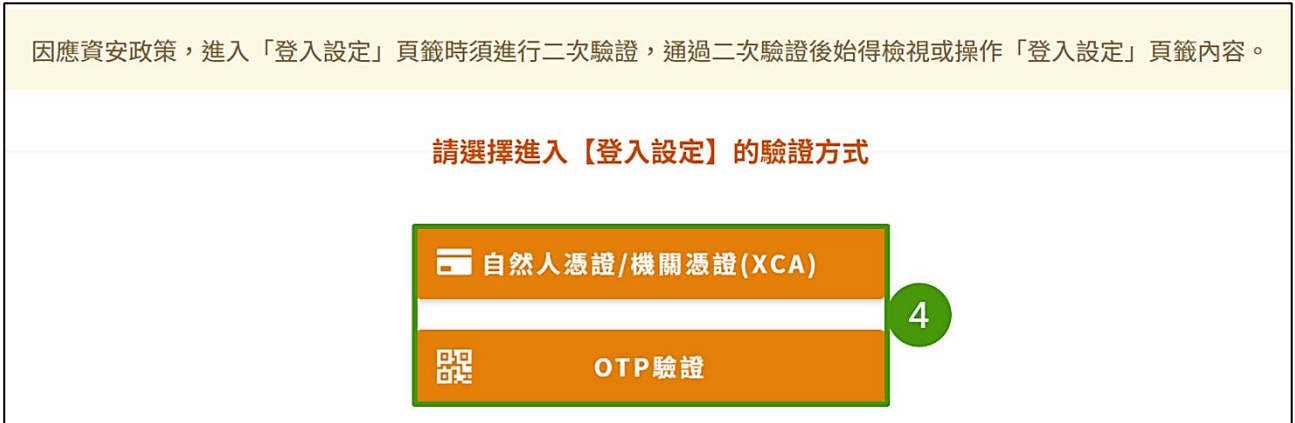 因應資安政策，進入「登入設定」頁籤時須進行二次驗證，通過二次驗證後始得檢視或操作「登入設定」頁籤內容。
請選擇進入【登入設定】的驗證方式
自然人憑證/機關憑證(XCA)
4
OTP驗證